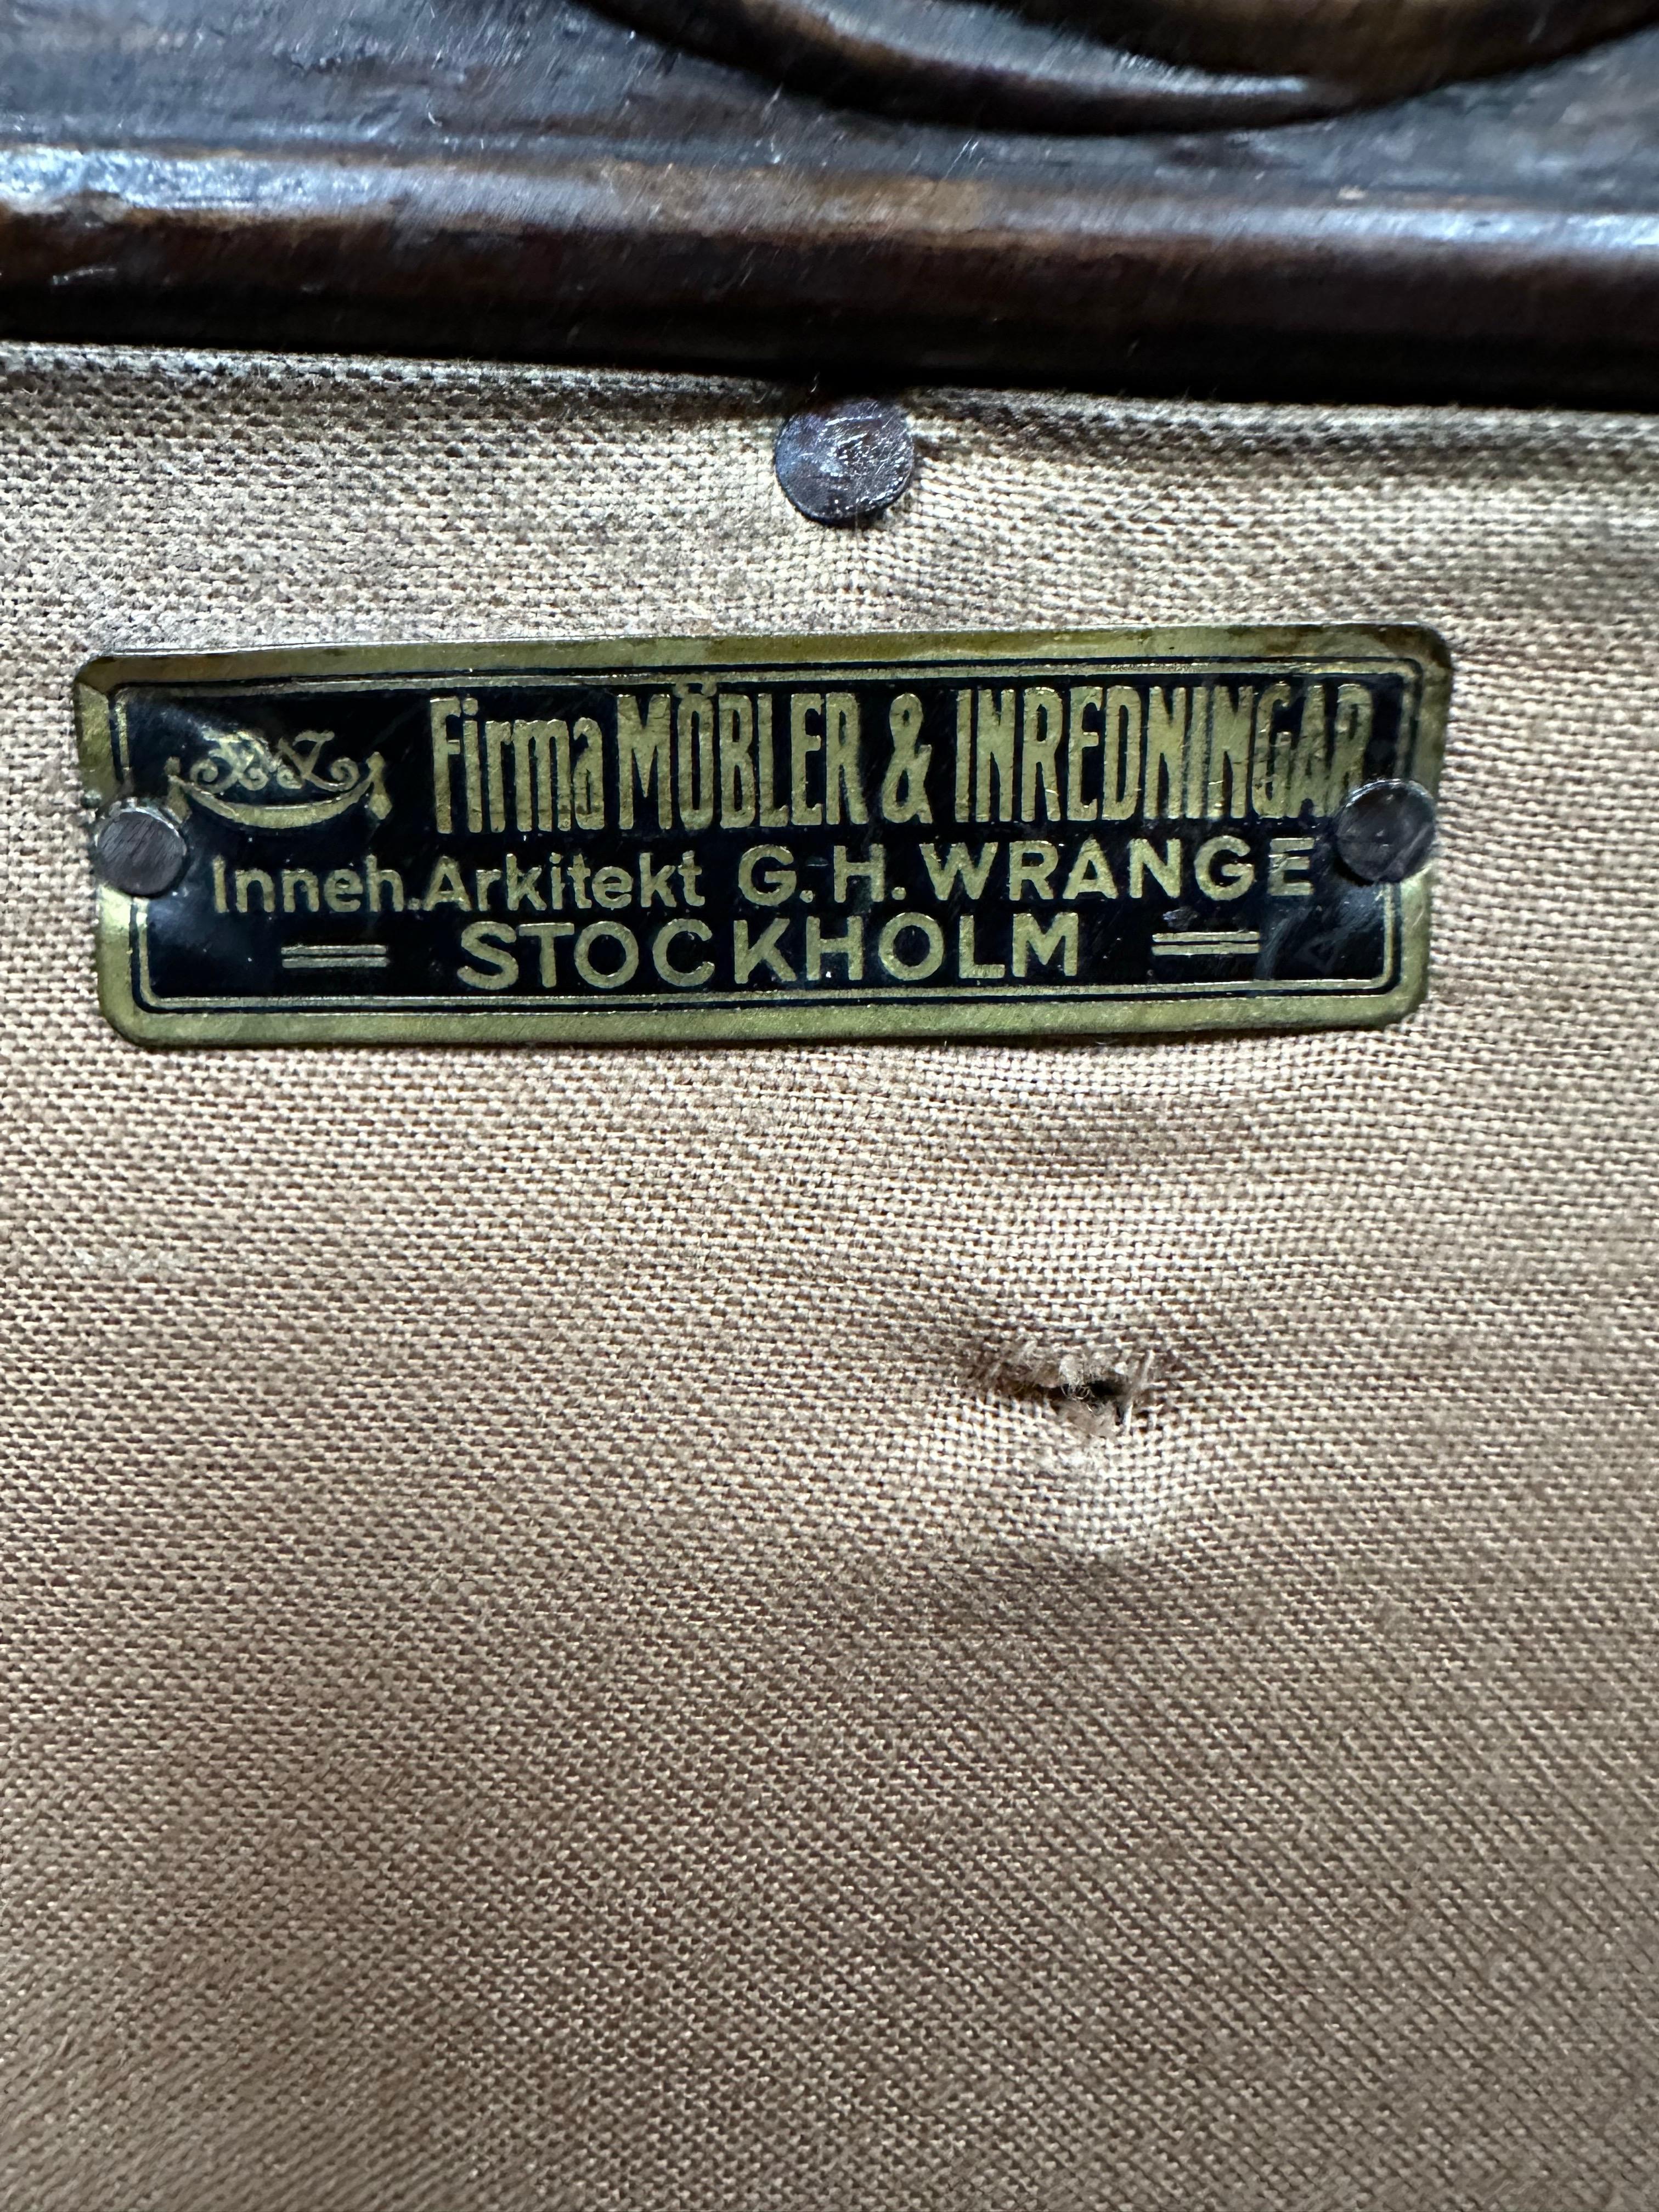 Firma MÖBLER & INREDNINGAR
Inneh. Arkitekt G.H. WRANGE
STOCKHOLM